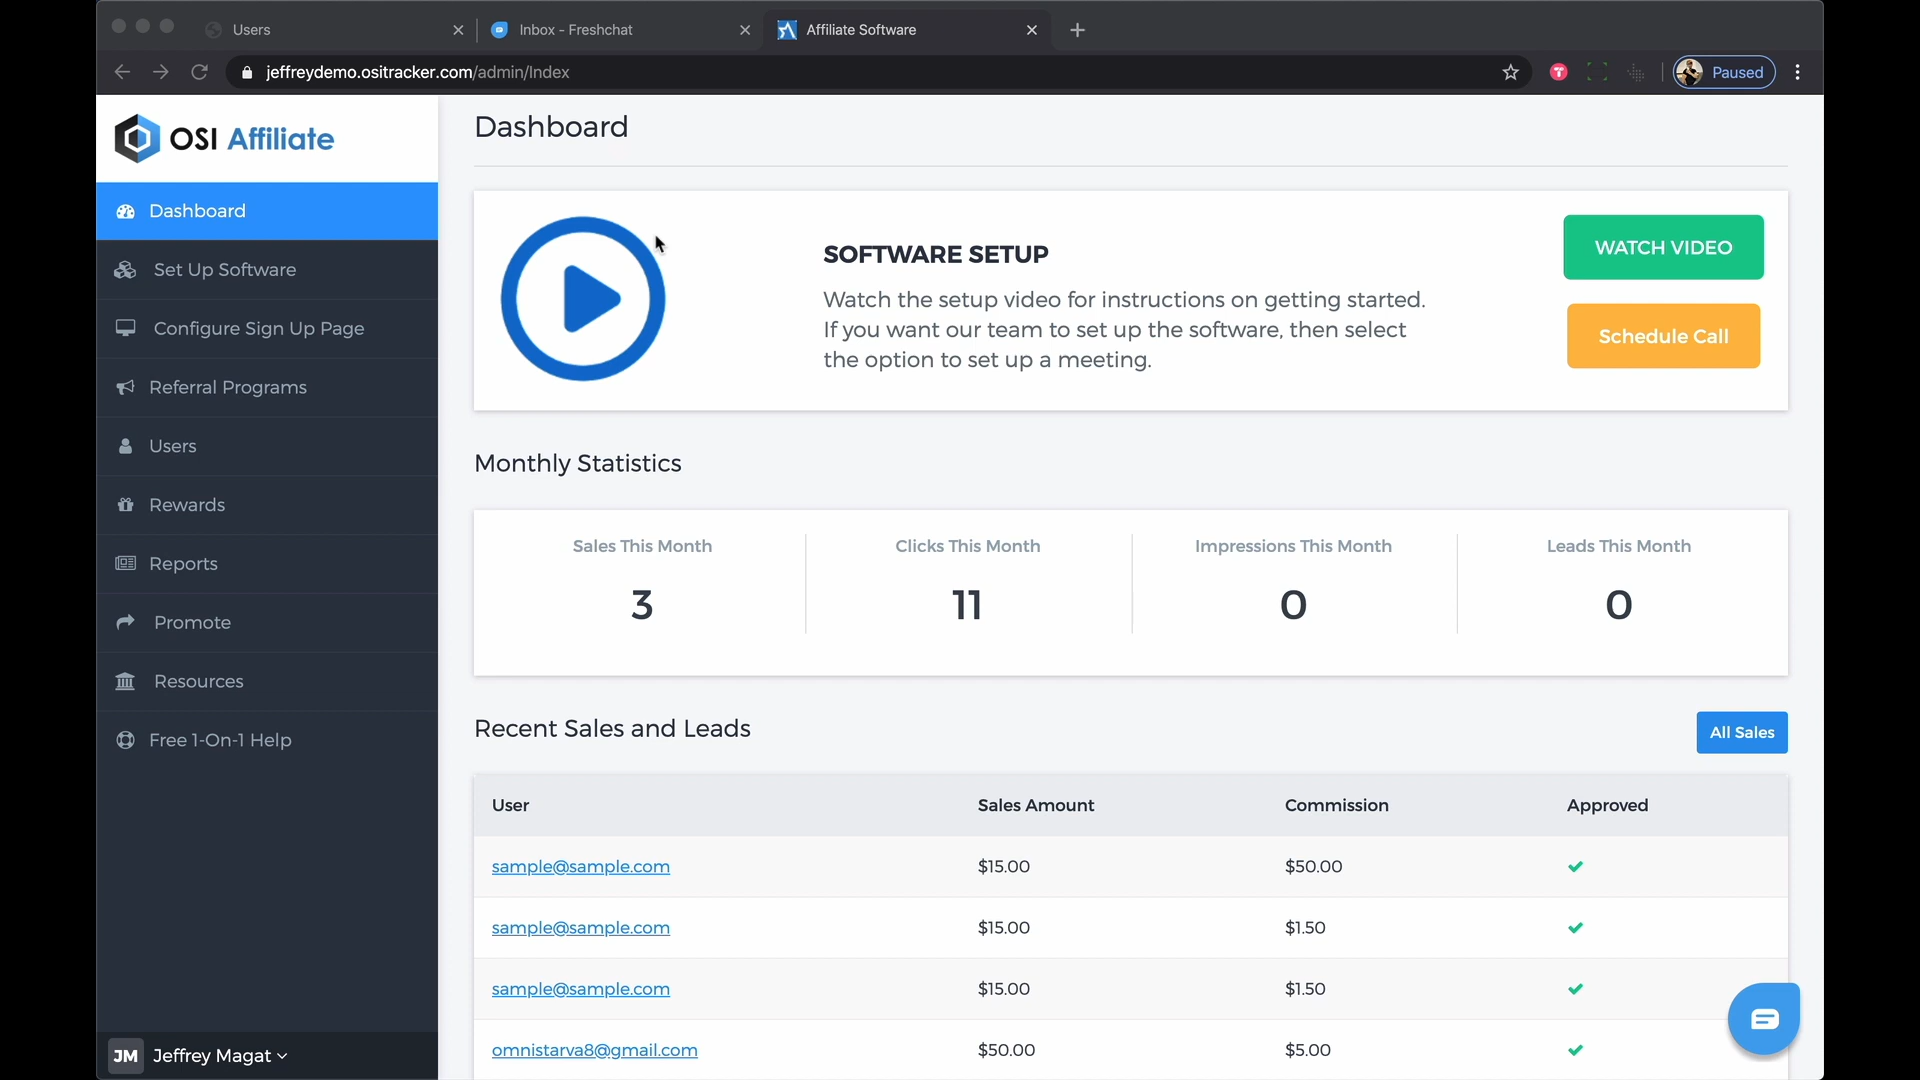 Users
Inbox - Freshchat
Affiliate Software
jeffreydemo.ositracker.com/admin/Index
Paused
OSI Affiliate
Dashboard
Set Up Software
Configure Sign Up Page
Referral Programs
Users
Rewards
Reports
Promote
Resources
Free 1-On-1 Help
JM Jeffrey Magat
Dashboard
SOFTWARE SETUP
Watch the setup video for instructions on getting started.
If you want our team to set up the software, then select
the option to set up a meeting.
WATCH VIDEO
Schedule Call
Monthly Statistics
Sales This Month Clicks This Month Impressions This Month Leads This Month
3 11 0 0
Recent Sales and Leads
All Sales
User Sales Amount Commission Approved
sample@sample.com $15.00 $50.00
sample@sample.com $15.00 $1.50
sample@sample.com $15.00 $1.50
omnistarva8@gmail.com $50.00 $5.00